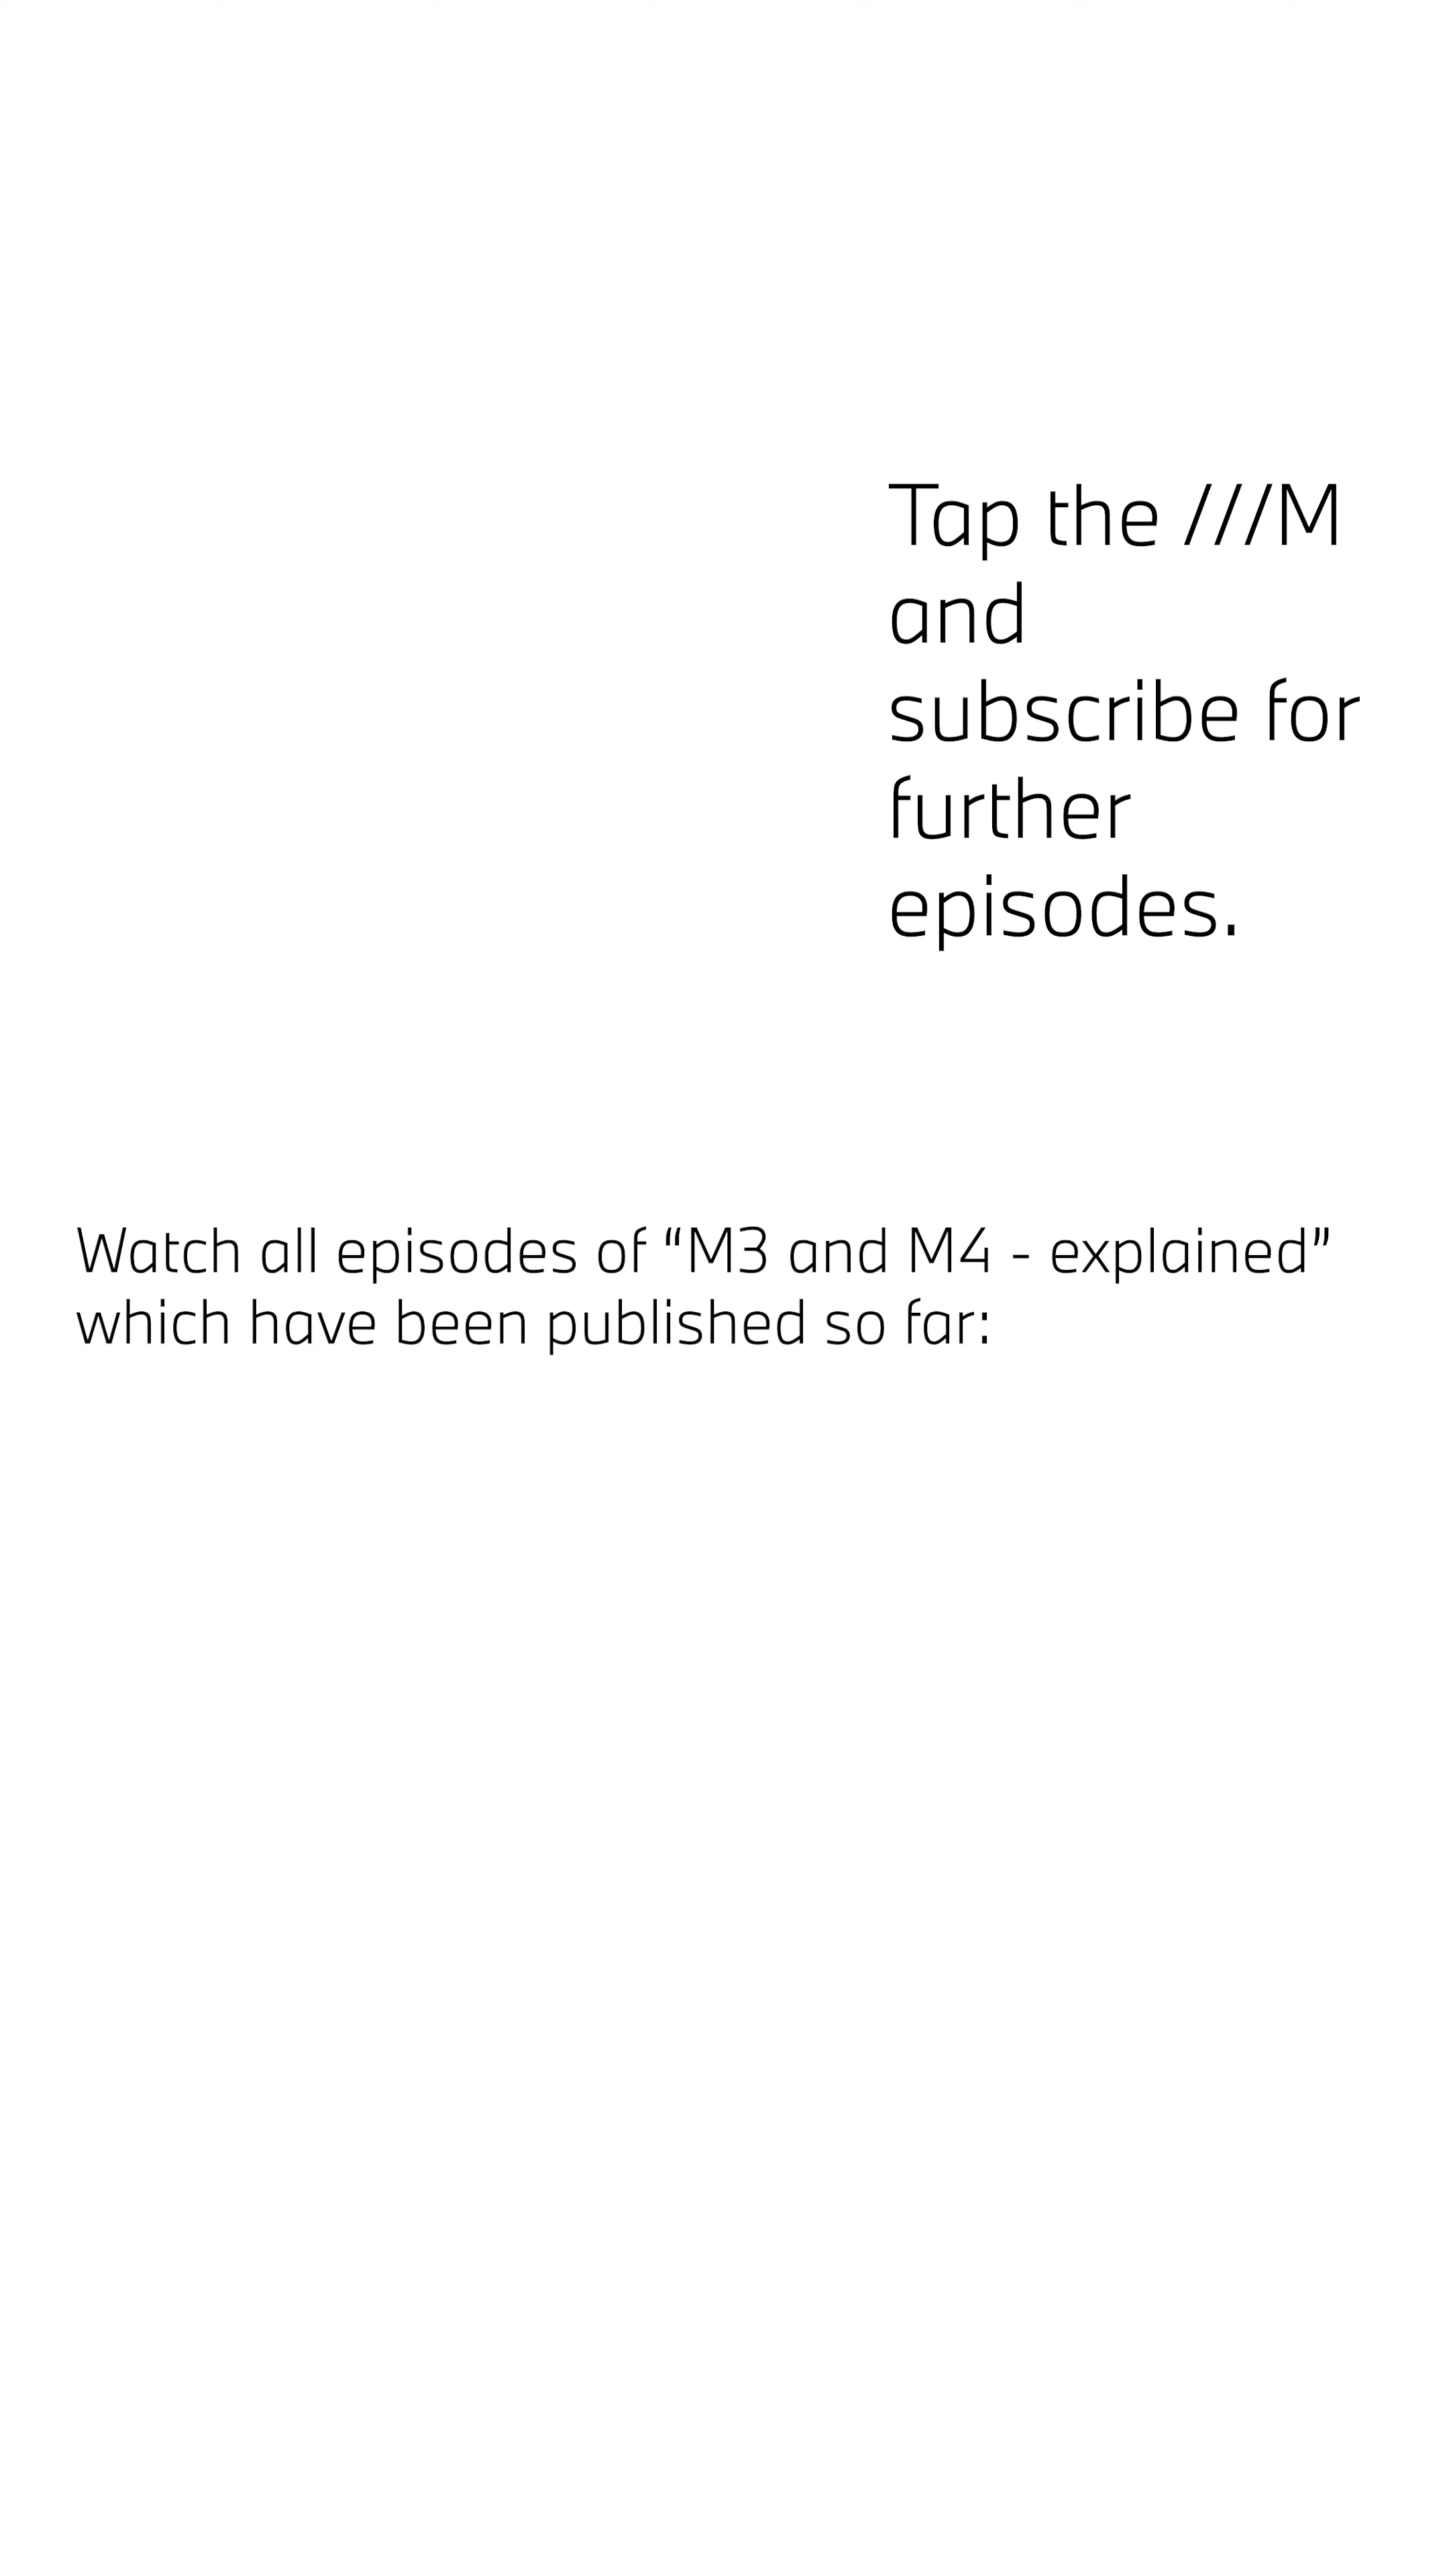 Tap the ///M
and
subscribe for
further
episodes.
Watch all episodes of “M3 and M4 - explained”
which have been published so far: